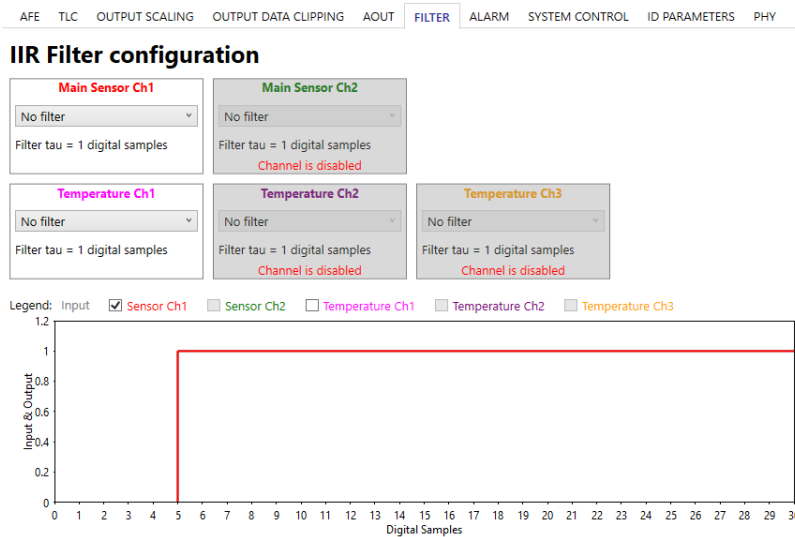 AFE TLC OUTPUT SCALING OUTPUT DATA CLIPPING AOUT FILTER ALARM SYSTEM CONTROL ID PARAMETERS PHY
IIR Filter configuration
Main Sensor Ch1
No filter
Filter tau = 1 digital samples
Main Sensor Ch2
No filter
Filter tau = 1 digital samples
Channel is disabled
Temperature Ch1
No filter
Filter tau = 1 digital samples
Temperature Ch2
No filter
Filter tau = 1 digital samples
Channel is disabled
Temperature Ch3
No filter
Filter tau = 1 digital samples
Channel is disabled
Legend: Input Sensor Ch1 Sensor Ch2 Temperature Ch1 Temperature Ch2 Temperature Ch3
1.2
1
0.8
0.6
0.4
0.2
0
Input & Output
0 1 2 3 4 5 6 7 8 9 10 11 12 13 14 15 16 17 18 19 20 21 22 23 24 25 26 27 28 29 30
Digital Samples